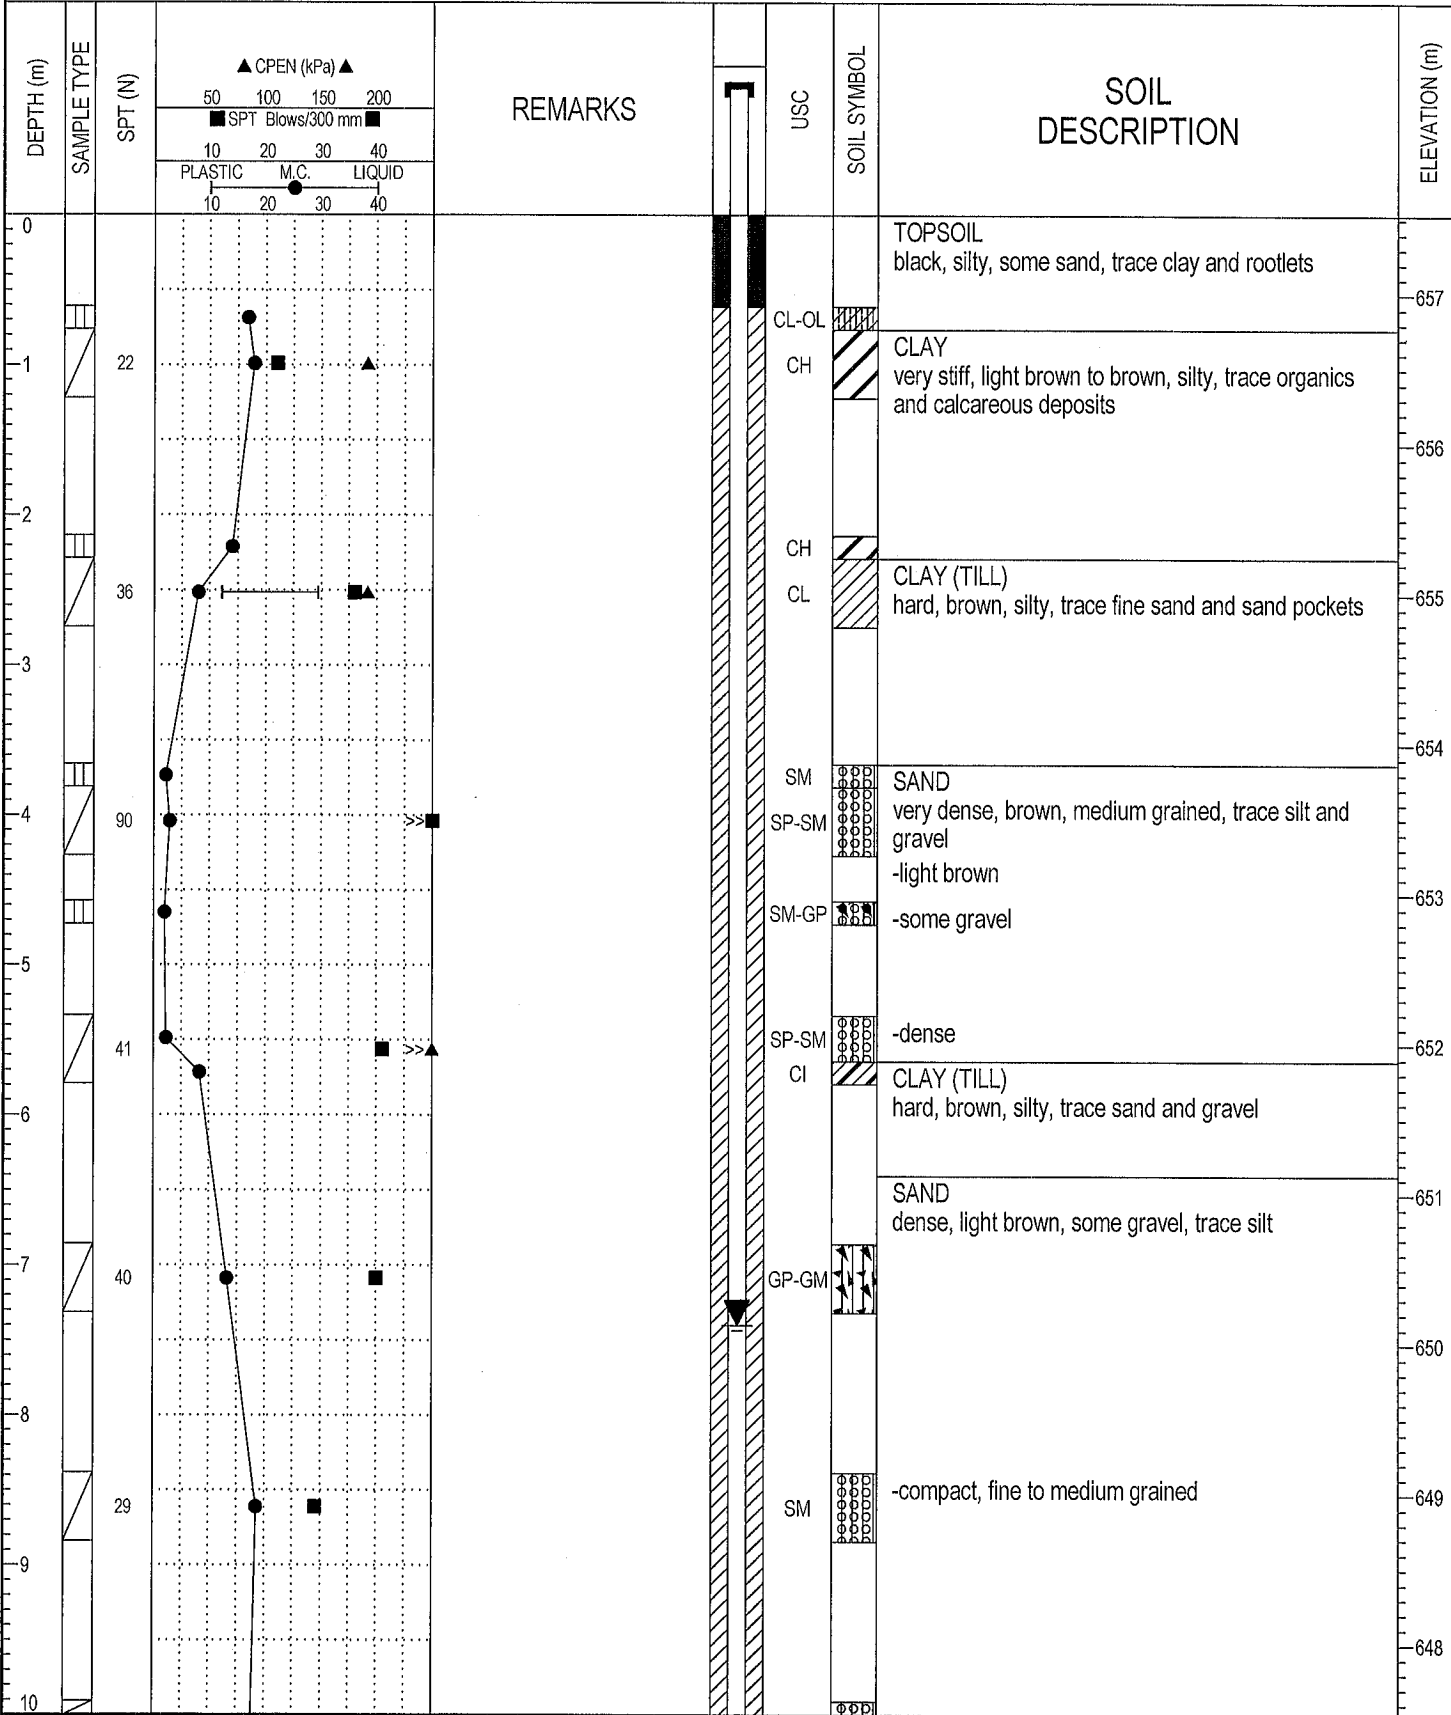 DEPTH (m)
SAMPLE TYPE
SPT (N)
▲ CPEN (kPa) ▲
50 100 150 200
■ SPT Blows/300 mm ■
10 20 30 40
PLASTIC M.C. LIQUID
10 20 30 40
REMARKS
USC
SOIL SYMBOL
SOIL
DESCRIPTION
ELEVATION (m)
0
TOPSOIL
black, silty, some sand, trace clay and rootlets
657
CL-OL
CLAY
1
22
CH
very stiff, light brown to brown, silty, trace organics
and calcareous deposits
656
2
CH
CLAY (TILL)
36
CL
655
hard, brown, silty, trace fine sand and sand pockets
3
654
SM
SAND
4
90
>>
SP-SM
very dense, brown, medium grained, trace silt and
gravel
-light brown
653
SM-GP
-some gravel
5
SP-SM
-dense
41
>>
652
CI
CLAY (TILL)
hard, brown, silty, trace sand and gravel
6
SAND
651
dense, light brown, some gravel, trace silt
7
40
GP-GM
650
8
-compact, fine to medium grained
649
29
SM
9
648
10